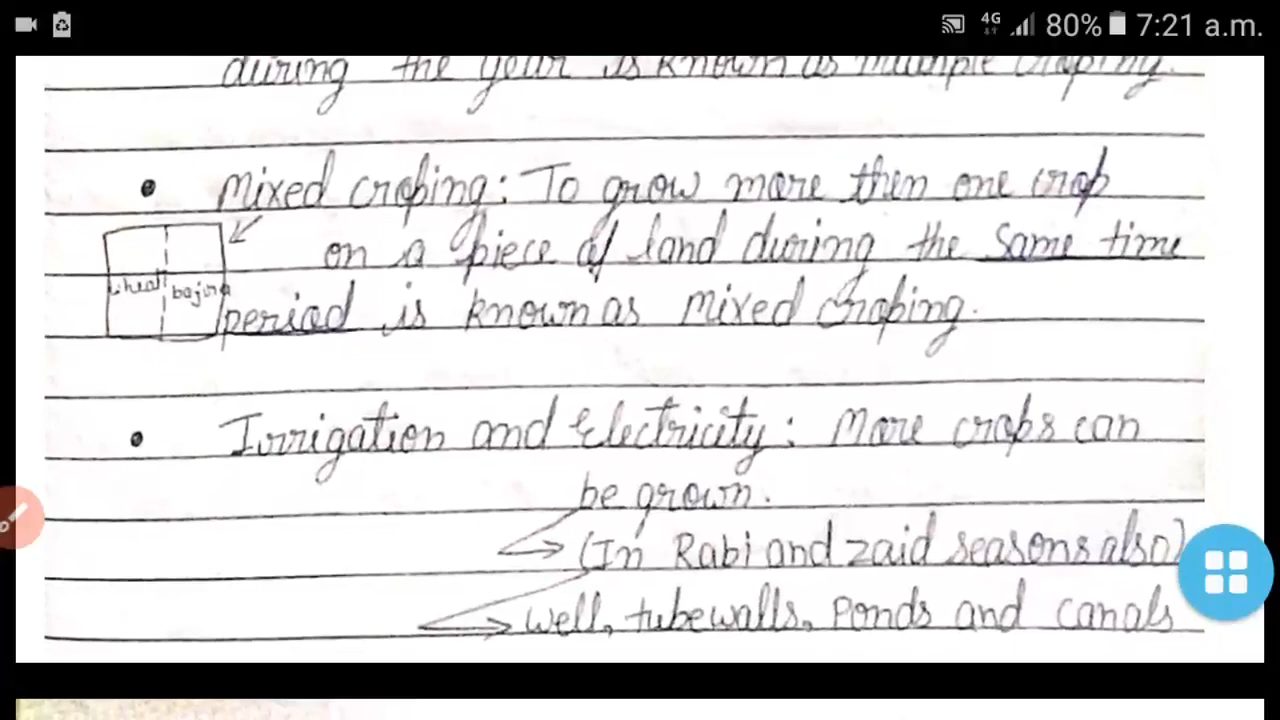 4G 80% 7:21 a.m.
during the year is known as multiple croping.
• Mixed croping: To grow more then one crop
on a piece of land during the same time
wheat bajra
period is known as mixed croping.
• Irrigation and Electricity: More crops can
be grown.
(In Rabi and zaid seasons also)
well, tubewalls, Ponds and canals